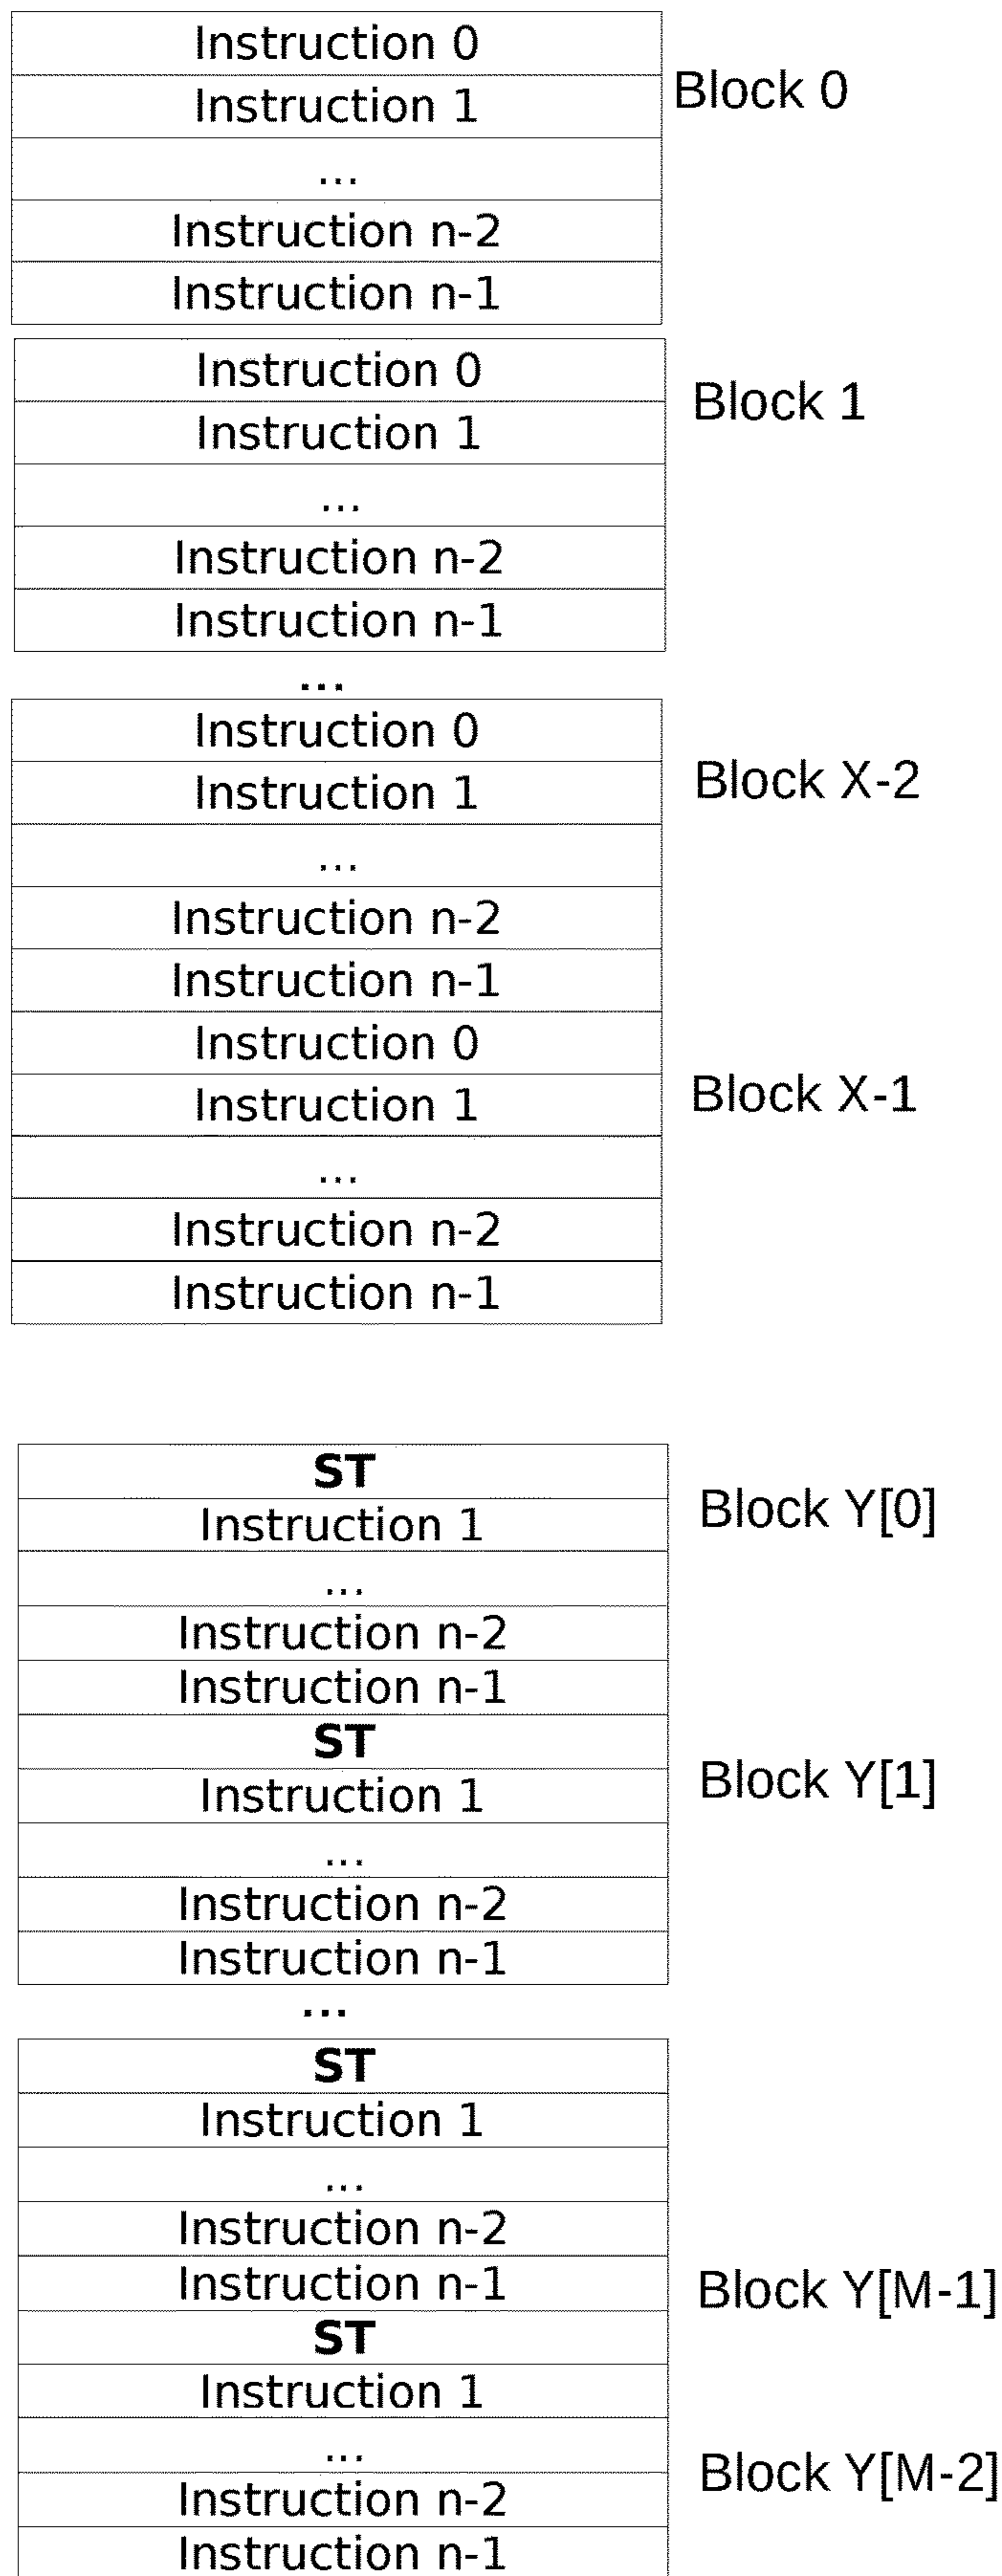 Instruction 0
Block 0
Instruction 1
...
Instruction n-2
Instruction n-1
Instruction 0
Block 1
Instruction 1
...
Instruction n-2
Instruction n-1
...
Instruction 0
Block X-2
Instruction 1
...
Instruction n-2
Instruction n-1
Instruction 0
Block X-1
Instruction 1
...
Instruction n-2
Instruction n-1
ST
Block Y[0]
Instruction 1
...
Instruction n-2
Instruction n-1
ST
Block Y[1]
Instruction 1
...
Instruction n-2
Instruction n-1
...
ST
Instruction 1
...
Instruction n-2
Instruction n-1
Block Y[M-1]
ST
Instruction 1
...
Block Y[M-2]
Instruction n-2
Instruction n-1